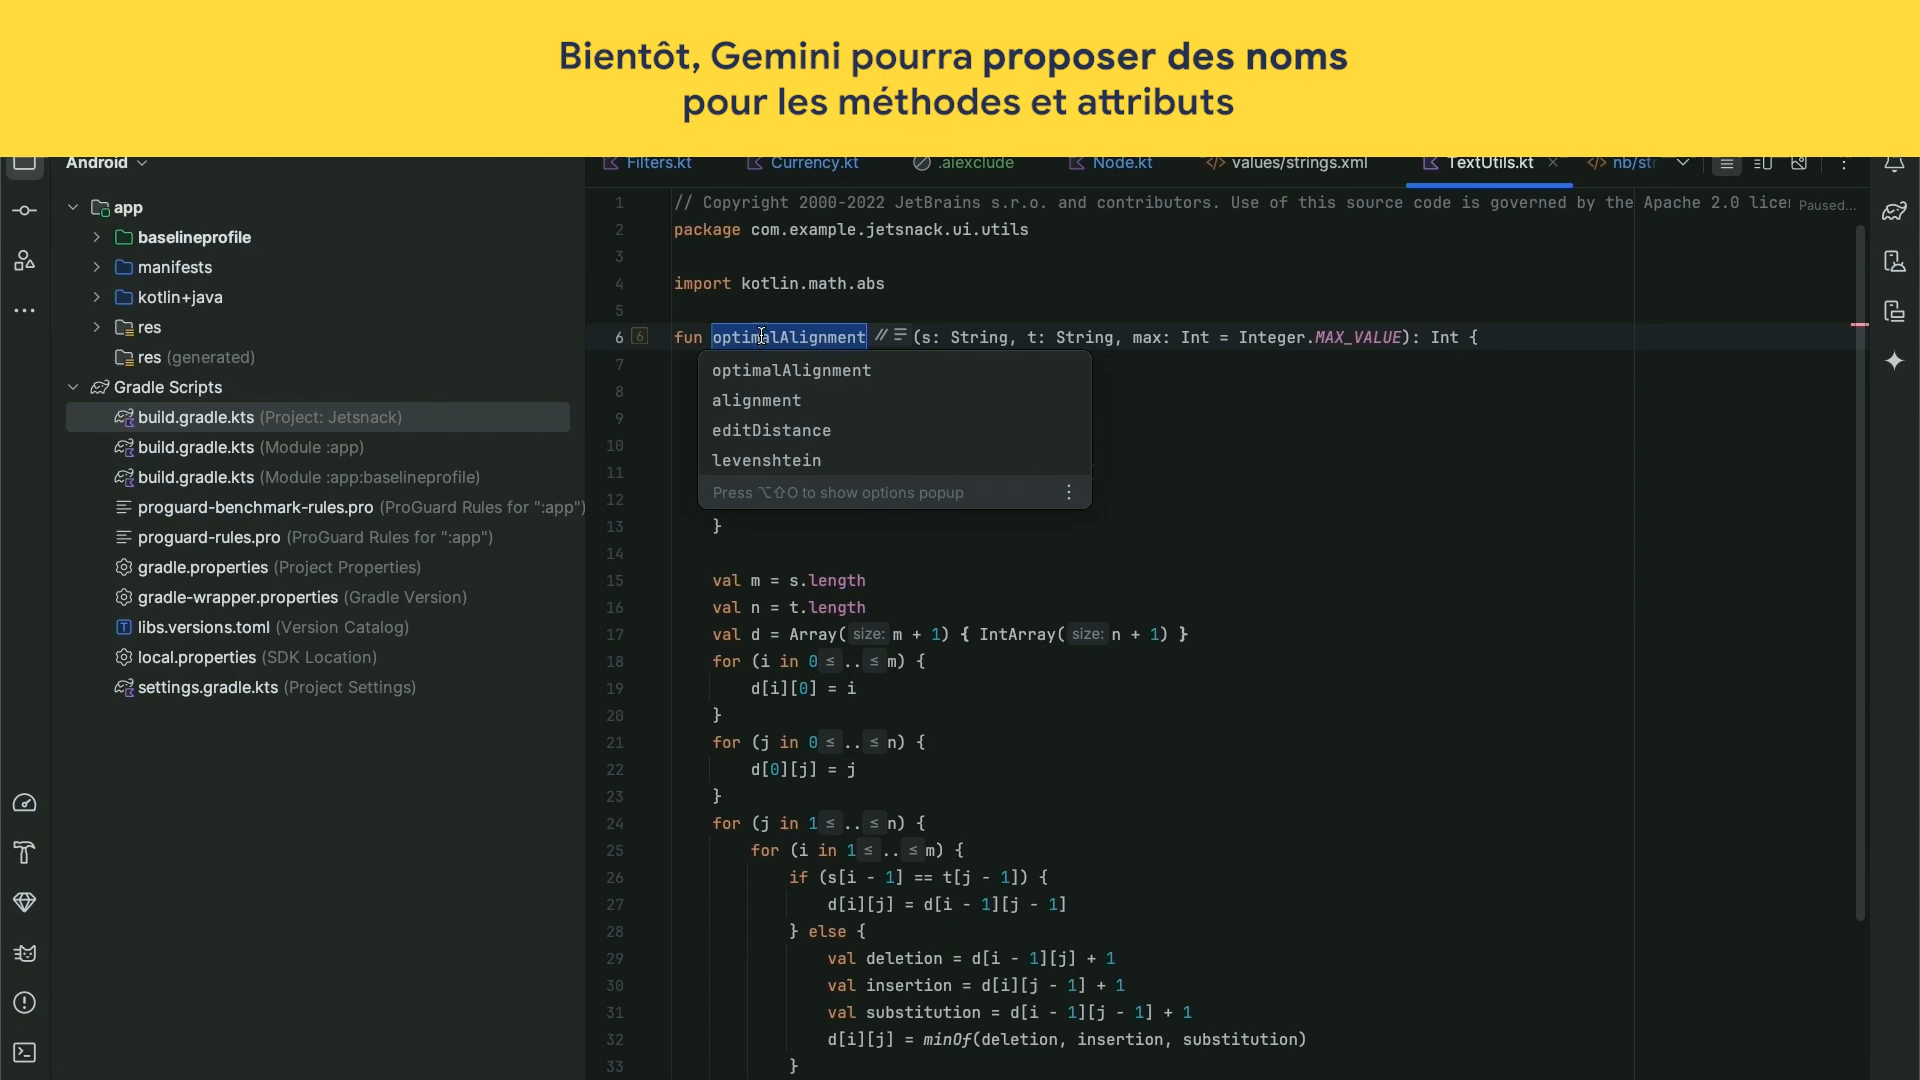 Bientôt, Gemini pourra proposer des noms
pour les méthodes et attributs
Android
Filters.kt
Currency.kt
.aiexclude
Node.kt
values/strings.xml
TextUtils.kt
nb/str
app
baselineprofile
manifests
kotlin+java
res
res (generated)
Gradle Scripts
build.gradle.kts (Project: Jetsnack)
build.gradle.kts (Module :app)
build.gradle.kts (Module :app:baselineprofile)
proguard-benchmark-rules.pro (ProGuard Rules for ":app")
proguard-rules.pro (ProGuard Rules for ":app")
gradle.properties (Project Properties)
gradle-wrapper.properties (Gradle Version)
libs.versions.toml (Version Catalog)
local.properties (SDK Location)
settings.gradle.kts (Project Settings)
1 // Copyright 2000-2022 JetBrains s.r.o. and contributors. Use of this source code is governed by the Apache 2.0 lice Paused...
2 package com.example.jetsnack.ui.utils
3
4 import kotlin.math.abs
5
6 6 fun optimalAlignment (s: String, t: String, max: Int = Integer.MAX_VALUE): Int {
7
optimalAlignment
8
alignment
9
editDistance
10
levenshtein
11
Press ⌥⇧O to show options popup
12
13 }
14
15 val m = s.length
16 val n = t.length
17 val d = Array( size: m + 1) { IntArray( size: n + 1) }
18 for (i in 0 ≤ .. ≤ m) {
19 d[i][0] = i
20 }
21 for (j in 0 ≤ .. ≤ n) {
22 d[0][j] = j
23 }
24 for (j in 1 ≤ .. ≤ n) {
25 for (i in 1 ≤ .. ≤ m) {
26 if (s[i - 1] == t[j - 1]) {
27 d[i][j] = d[i - 1][j - 1]
28 } else {
29 val deletion = d[i - 1][j] + 1
30 val insertion = d[i][j - 1] + 1
31 val substitution = d[i - 1][j - 1] + 1
32 d[i][j] = minOf(deletion, insertion, substitution)
33 }